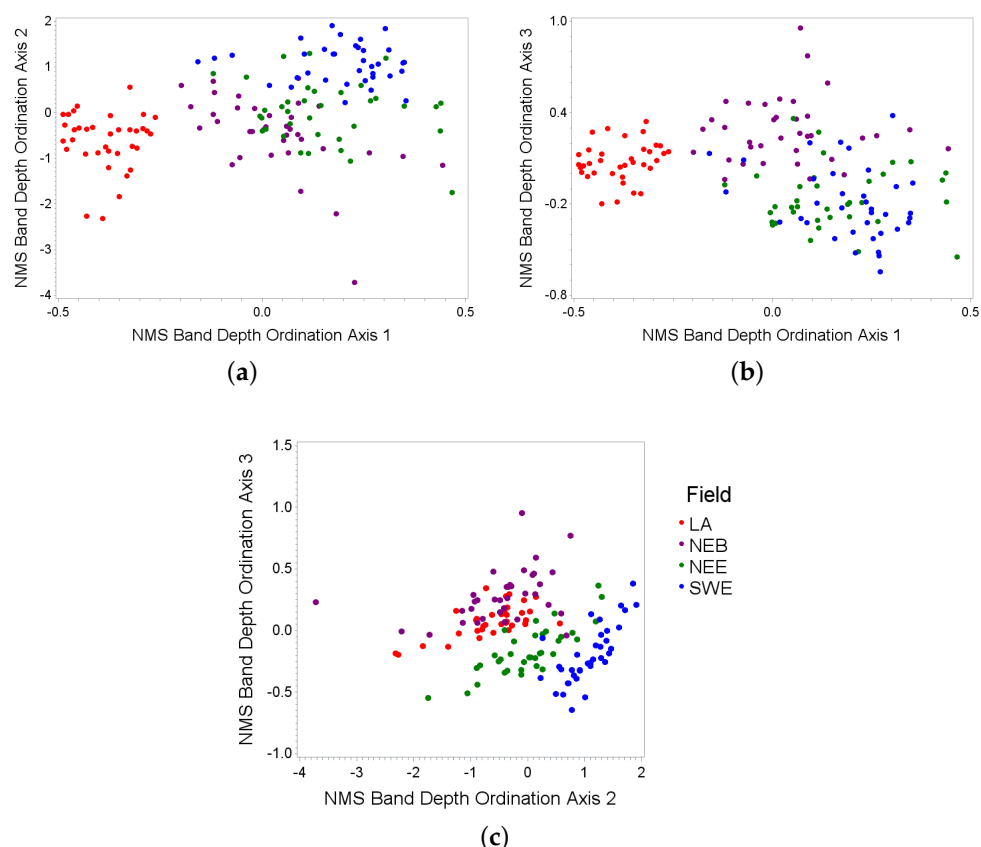 2
1
0
-1
-2
-3
-4
NMS Band Depth Ordination Axis 2
-0.5
0.0
0.5
NMS Band Depth Ordination Axis 1
(a)
1.0
0.4
-0.2
-0.8
NMS Band Depth Ordination Axis 3
-0.5
0.0
0.5
NMS Band Depth Ordination Axis 1
(b)
1.5
1.0
0.5
0.0
-0.5
-1.0
NMS Band Depth Ordination Axis 3
-4
-3
-2
-1
0
1
2
NMS Band Depth Ordination Axis 2
(c)
Field
LA
NEB
NEE
SWE